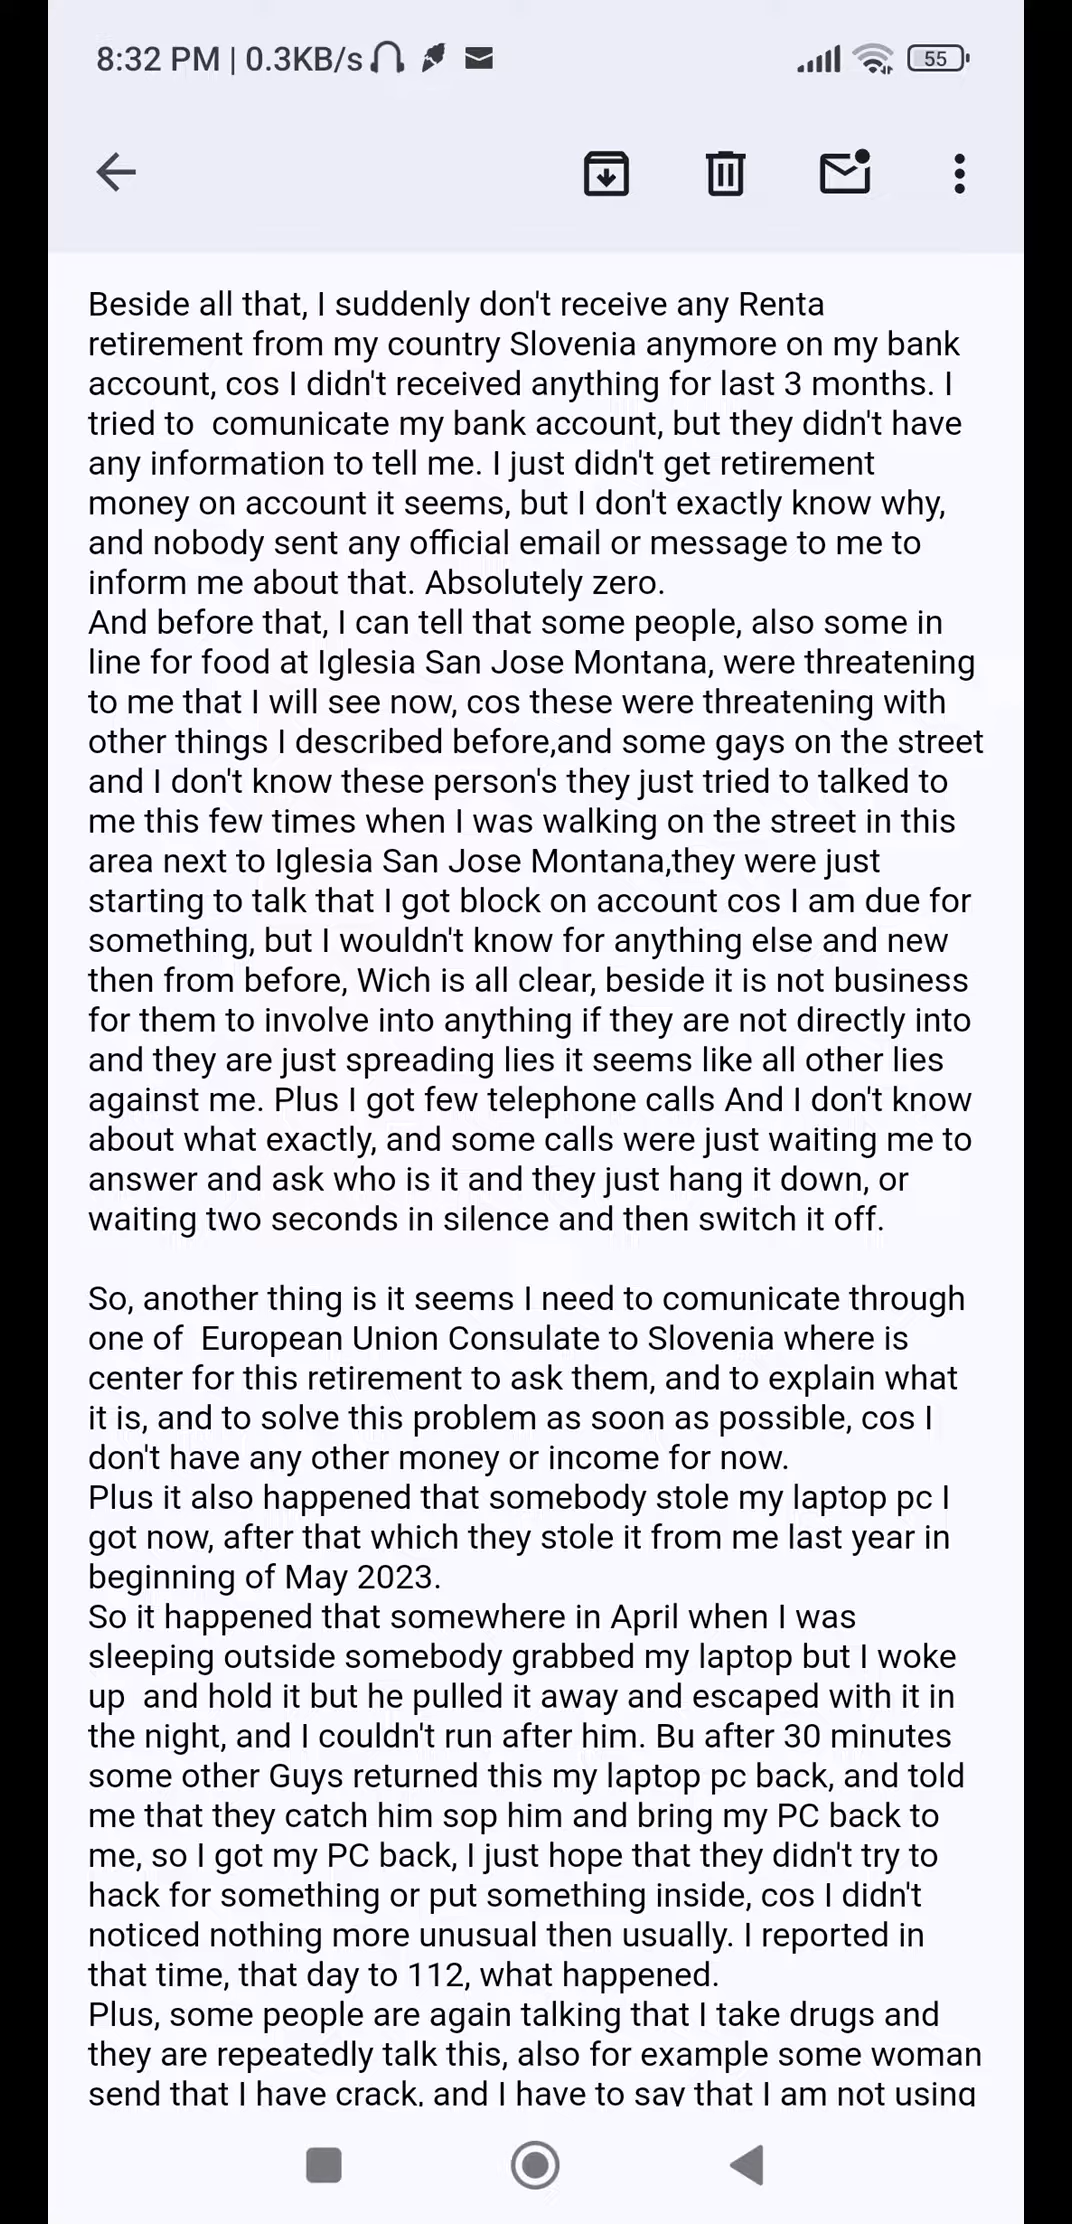 8:32 PM | 0.3KB/s
55
Beside all that, I suddenly don't receive any Renta
retirement from my country Slovenia anymore on my bank
account, cos I didn't received anything for last 3 months. I
tried to  comunicate my bank account, but they didn't have
any information to tell me. I just didn't get retirement
money on account it seems, but I don't exactly know why,
and nobody sent any official email or message to me to
inform me about that. Absolutely zero.
And before that, I can tell that some people, also some in
line for food at Iglesia San Jose Montana, were threatening
to me that I will see now, cos these were threatening with
other things I described before,and some gays on the street
and I don't know these person's they just tried to talked to
me this few times when I was walking on the street in this
area next to Iglesia San Jose Montana,they were just
starting to talk that I got block on account cos I am due for
something, but I wouldn't know for anything else and new
then from before, Wich is all clear, beside it is not business
for them to involve into anything if they are not directly into
and they are just spreading lies it seems like all other lies
against me. Plus I got few telephone calls And I don't know
about what exactly, and some calls were just waiting me to
answer and ask who is it and they just hang it down, or
waiting two seconds in silence and then switch it off.
So, another thing is it seems I need to comunicate through
one of  European Union Consulate to Slovenia where is
center for this retirement to ask them, and to explain what
it is, and to solve this problem as soon as possible, cos I
don't have any other money or income for now.
Plus it also happened that somebody stole my laptop pc I
got now, after that which they stole it from me last year in
beginning of May 2023.
So it happened that somewhere in April when I was
sleeping outside somebody grabbed my laptop but I woke
up  and hold it but he pulled it away and escaped with it in
the night, and I couldn't run after him. Bu after 30 minutes
some other Guys returned this my laptop pc back, and told
me that they catch him sop him and bring my PC back to
me, so I got my PC back, I just hope that they didn't try to
hack for something or put something inside, cos I didn't
noticed nothing more unusual then usually. I reported in
that time, that day to 112, what happened.
Plus, some people are again talking that I take drugs and
they are repeatedly talk this, also for example some woman
send that I have crack, and I have to say that I am not using